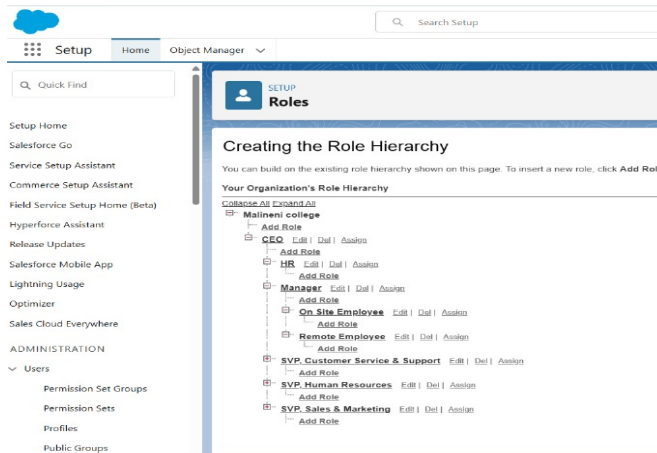 Search Setup
Setup Home Object Manager
Quick Find
Setup Home
Salesforce Go
Service Setup Assistant
Commerce Setup Assistant
Field Service Setup Home (Beta)
Hyperforce Assistant
Release Updates
Salesforce Mobile App
Lightning Usage
Optimizer
Sales Cloud Everywhere
ADMINISTRATION
Users
Permission Set Groups
Permission Sets
Profiles
Public Groups
SETUP
Roles
Creating the Role Hierarchy
You can build on the existing role hierarchy shown on this page. To insert a new role, click Add Rol
Your Organization's Role Hierarchy
Collapse All Expand All
Malineni college
Add Role
CEO Edit | Del | Assign
Add Role
HR Edit | Del | Assign
Add Role
Manager Edit | Del | Assign
Add Role
On Site Employee Edit | Del | Assign
Add Role
Remote Employee Edit | Del | Assign
Add Role
SVP, Customer Service & Support Edit | Del | Assign
Add Role
SVP, Human Resources Edit | Del | Assign
Add Role
SVP, Sales & Marketing Edit | Del | Assign
Add Role